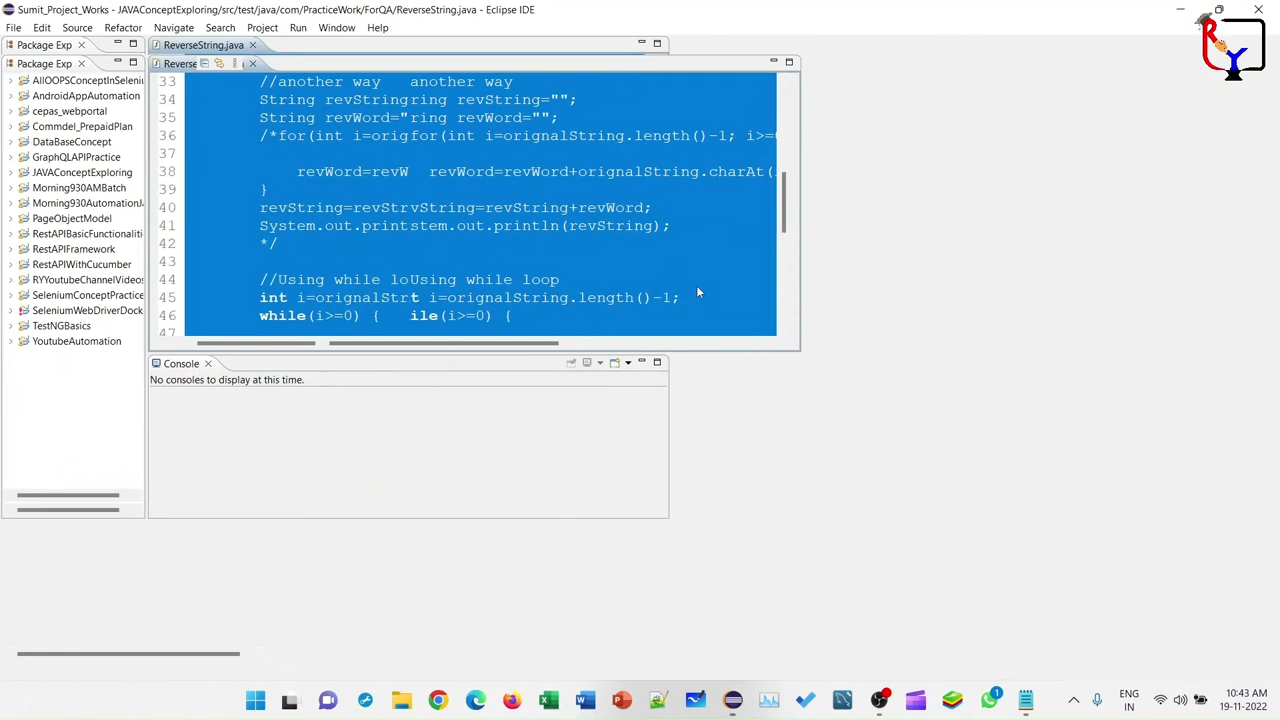 Sumit_Project_Works - JAVAConceptExploring/src/test/java/com/PracticeWork/ForQA/ReverseString.java - Eclipse IDE
File Edit Source Refactor Navigate Search Project Run Window Help
Package Exp
ReverseString.java
Package Exp
Reverse
AllOOPSConceptInSeleni
AndroidAppAutomation
cepas_webportal
Commdel_PrepaidPlan
DataBaseConcept
GraphQLAPIPractice
JAVAConceptExploring
Morning930AMBatch
Morning930AutomationJ
PageObjectModel
RestAPIBasicFunctionaliti
RestAPIFramework
RestAPIWithCucumber
RYYoutubeChannelVideos
SeleniumConceptPractice
SeleniumWebDriverDock
TestNGBasics
YoutubeAutomation
33 //another way another way
34 String revStringring revString="";
35 String revWord="ring revWord="";
36 /*for(int i=origfor(int i=orignalString.length()-1; i>=0
37
38 revWord=revW revWord=revWord+orignalString.charAt(
39 }
40 revString=revStrvString=revString+revWord;
41 System.out.printstem.out.println(revString);
42 */
43
44 //Using while loUsing while loop
45 int i=orignalStrt i=orignalString.length()-1;
46 while(i>=0) { ile(i>=0) {
47
Console
No consoles to display at this time.
R
Y
1
ENG
IN
10:43 AM
19-11-2022